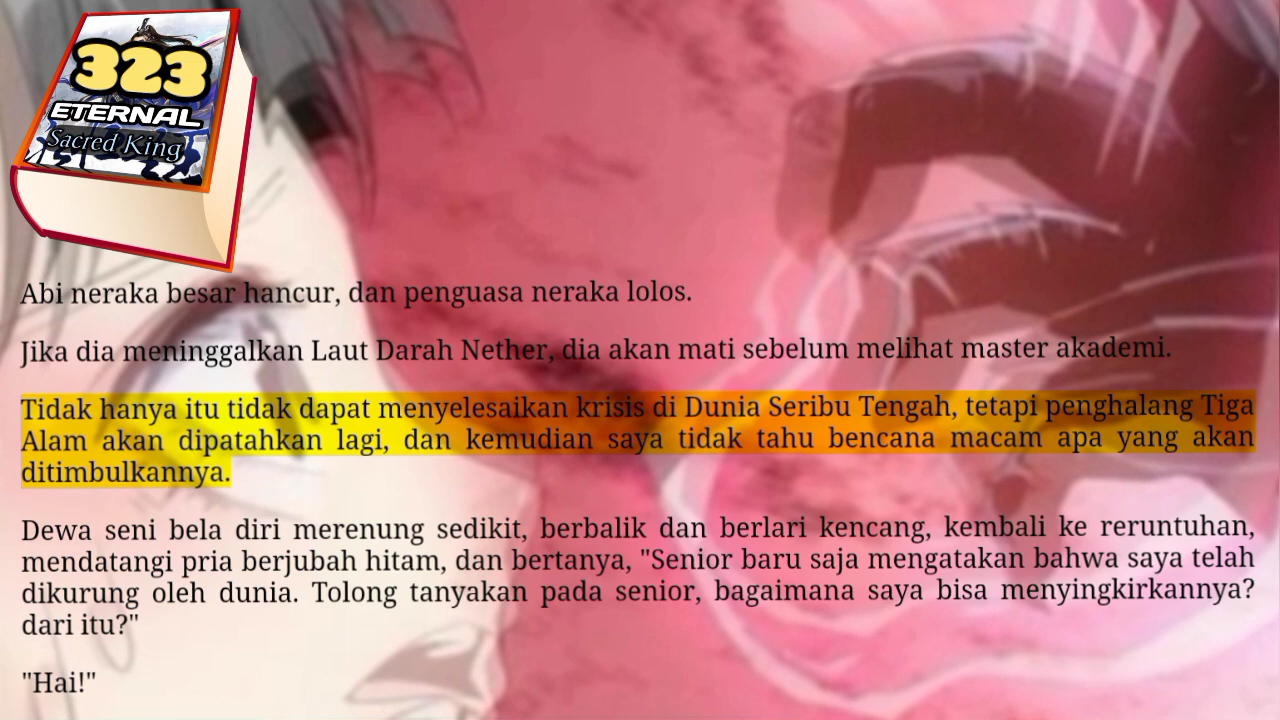 323
ETERNAL
Sacred King
Abi neraka besar hancur, dan penguasa neraka lolos.
Jika dia meninggalkan Laut Darah Nether, dia akan mati sebelum melihat master akademi.
Tidak hanya itu tidak dapat menyelesaikan krisis di Dunia Seribu Tengah, tetapi penghalang Tiga
Alam akan dipatahkan lagi, dan kemudian saya tidak tahu bencana macam apa yang akan
ditimbulkannya.
Dewa seni bela diri merenung sedikit, berbalik dan berlari kencang, kembali ke reruntuhan,
mendatangi pria berjubah hitam, dan bertanya, "Senior baru saja mengatakan bahwa saya telah
dikurung oleh dunia. Tolong tanyakan pada senior, bagaimana saya bisa menyingkirkannya?
dari itu?"
"Hai!"